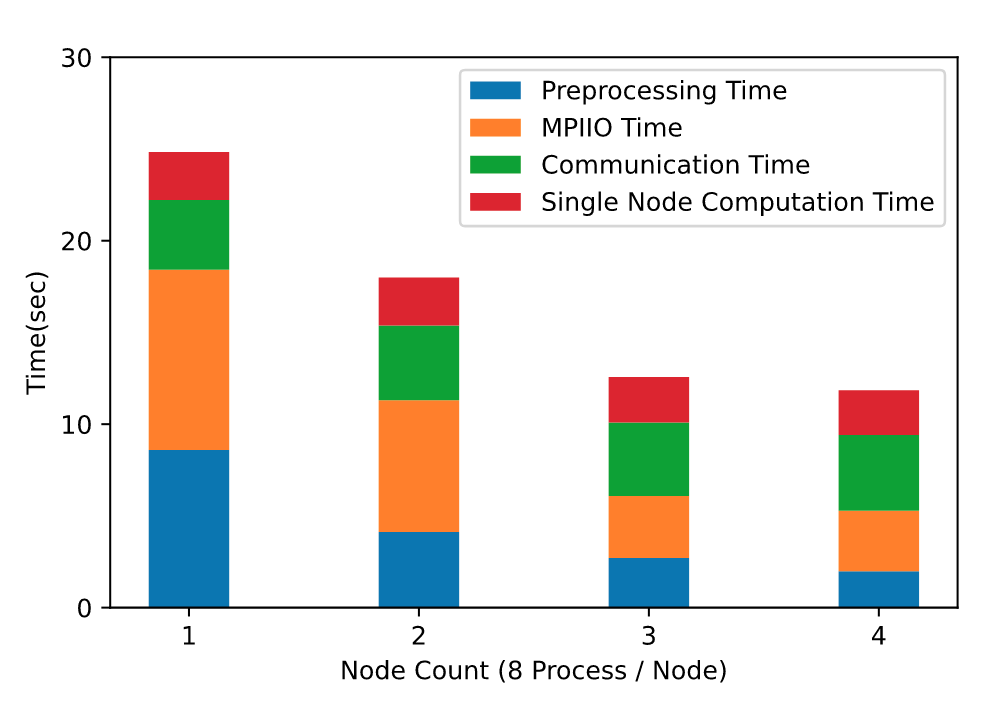 30
20
10
0
Time(sec)
Preprocessing Time
MPIIO Time
Communication Time
Single Node Computation Time
1 2 3 4
Node Count (8 Process / Node)